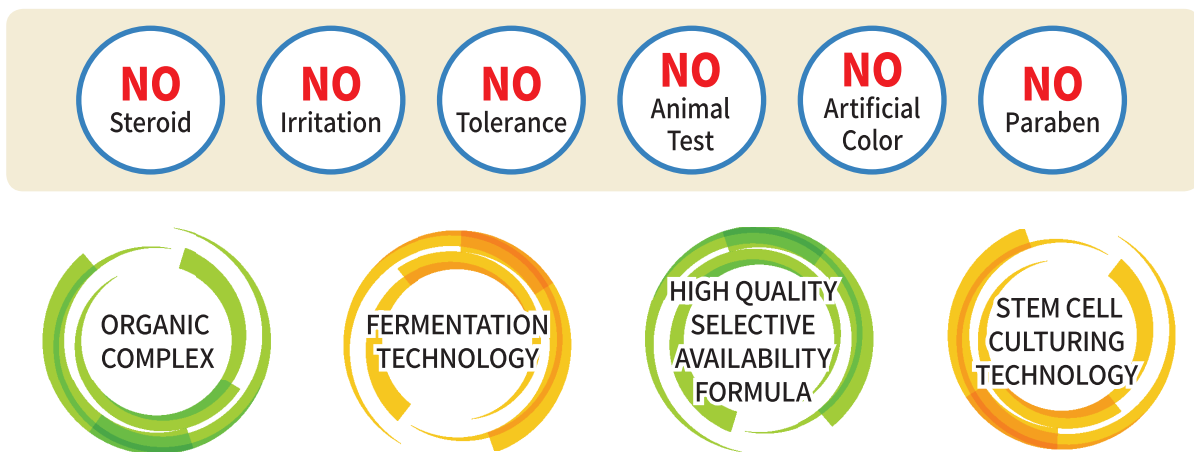 NO
Steroid
NO
Irritation
NO
Tolerance
NO
Animal
Test
NO
Artificial
Color
NO
Paraben
ORGANIC
COMPLEX
FERMENTATION
TECHNOLOGY
HIGH QUALITY
SELECTIVE
AVAILABILITY
FORMULA
STEM CELL
CULTURING
TECHNOLOGY